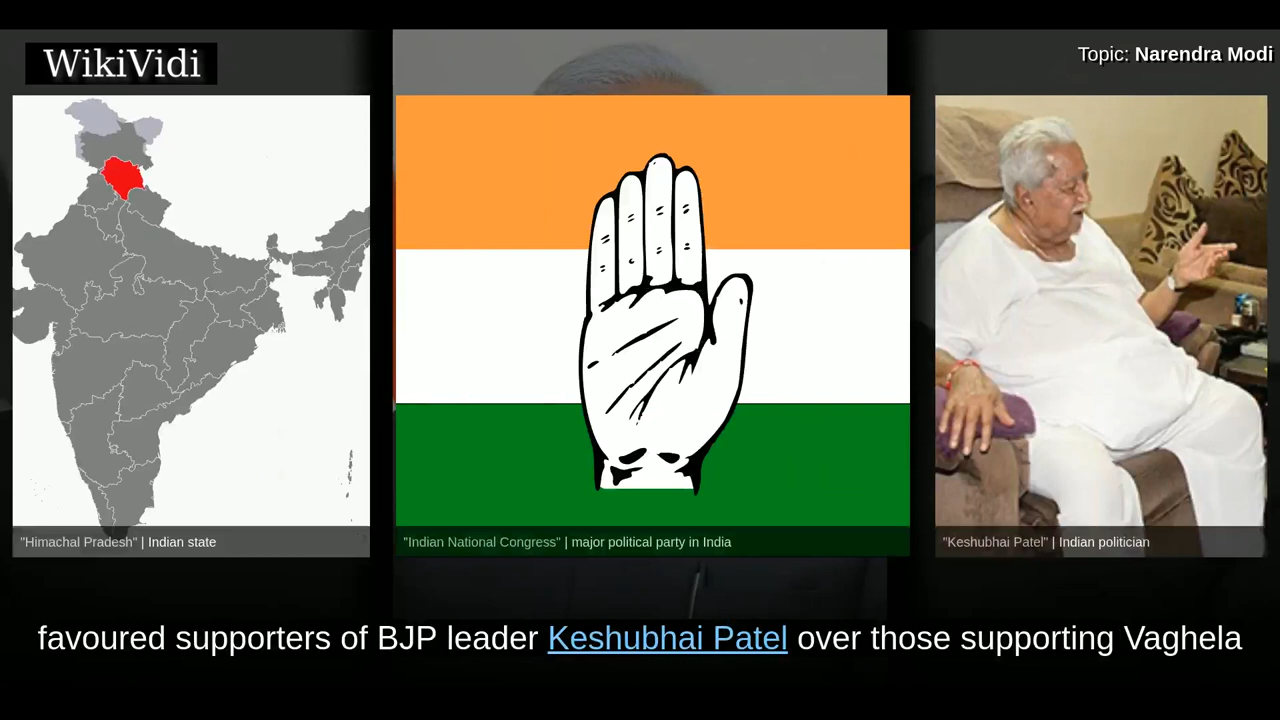 WikiVidi
Topic: Narendra Modi
"Himachal Pradesh" | Indian state
"Indian National Congress" | major political party in India
"Keshubhai Patel" | Indian politician
favoured supporters of BJP leader Keshubhai Patel over those supporting Vaghela